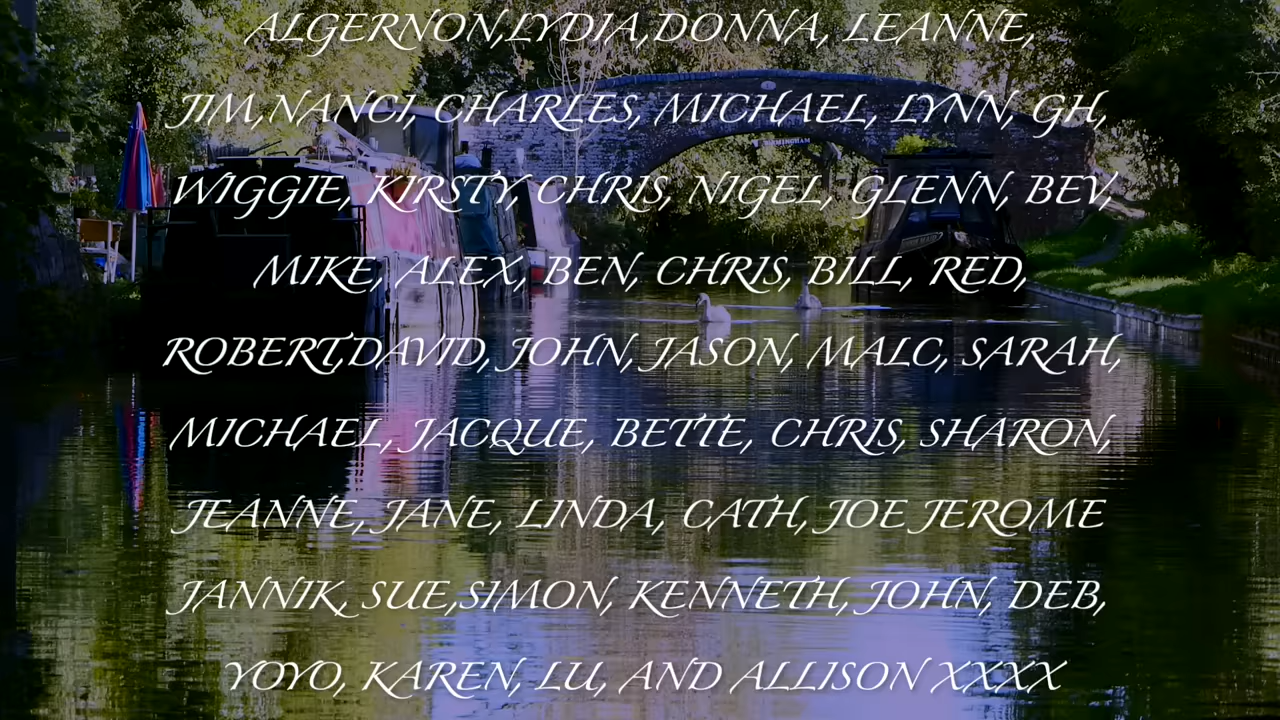 ALGERNON,LYDIA,DONNA, LEANNE,
JIM,NANCI, CHARLES, MICHAEL, LYNN, GH,
WIGGIE, KIRSTY, CHRIS, NIGEL, GLENN, BEV,
MIKE, ALEX, BEN, CHRIS, BILL, RED,
ROBERT,DAVID, JOHN, JASON, MALC, SARAH,
MICHAEL, JACQUE, BETTE, CHRIS, SHARON,
JEANNE, JANE, LINDA, CATH, JOE JEROME
JANNIK, SUE,SIMON, KENNETH, JOHN, DEB,
YOYO, KAREN, LU, AND ALLISON XXXX